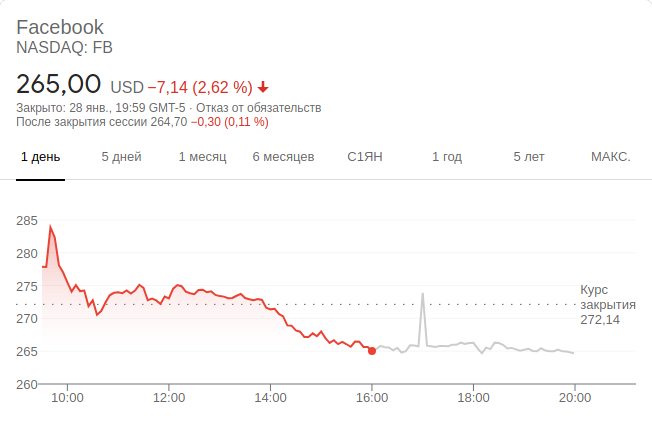 Facebook
NASDAQ: FB
265,00 USD −7,14 (2,62 %)
Закрыто: 28 янв., 19:59 GMT-5 · Отказ от обязательств
После закрытия сессии 264,70 −0,30 (0,11 %)
1 день 5 дней 1 месяц 6 месяцев С1ЯН 1 год 5 лет МАКС.
285
280
275
270
265
260
Курс
закрытия
272,14
10:00 12:00 14:00 16:00 18:00 20:00